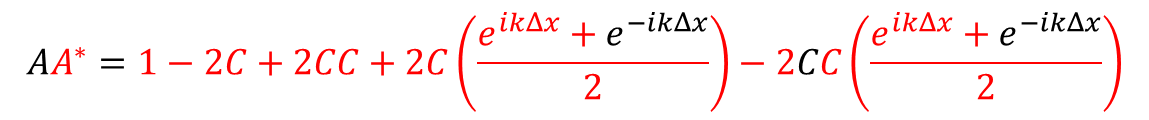 AA* = 1 − 2C + 2CC + 2C (e^{ikΔx} + e^{−ikΔx} / 2) − 2CC (e^{ikΔx} + e^{−ikΔx} / 2)